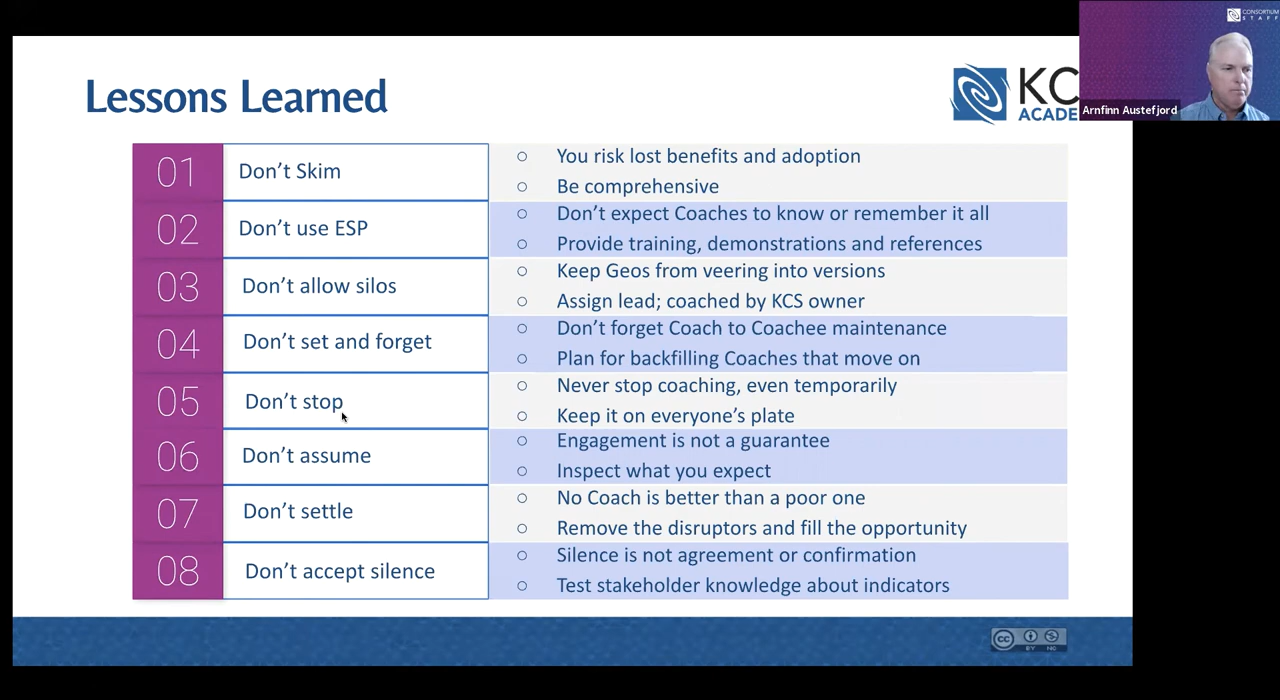 CONSORTIUM
STAFF
Arnfinn Austefjord
Lessons Learned
KC
ACADE
01
Don’t Skim
You risk lost benefits and adoption
Be comprehensive
02
Don’t use ESP
Don’t expect Coaches to know or remember it all
Provide training, demonstrations and references
03
Don’t allow silos
Keep Geos from veering into versions
Assign lead; coached by KCS owner
04
Don’t set and forget
Don’t forget Coach to Coachee maintenance
Plan for backfilling Coaches that move on
05
Don’t stop
Never stop coaching, even temporarily
Keep it on everyone’s plate
06
Don’t assume
Engagement is not a guarantee
Inspect what you expect
07
Don’t settle
No Coach is better than a poor one
Remove the disruptors and fill the opportunity
08
Don’t accept silence
Silence is not agreement or confirmation
Test stakeholder knowledge about indicators
cc
BY NC